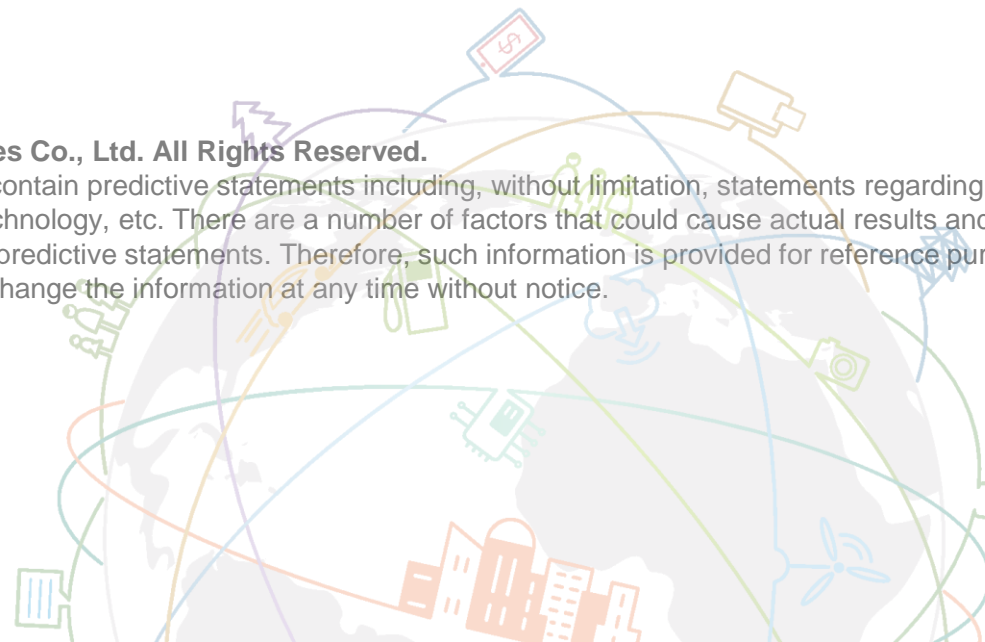 es Co., Ltd. All Rights Reserved.
contain predictive statements including, without limitation, statements regarding
chnology, etc. There are a number of factors that could cause actual results and
predictive statements. Therefore, such information is provided for reference pur
change the information at any time without notice.